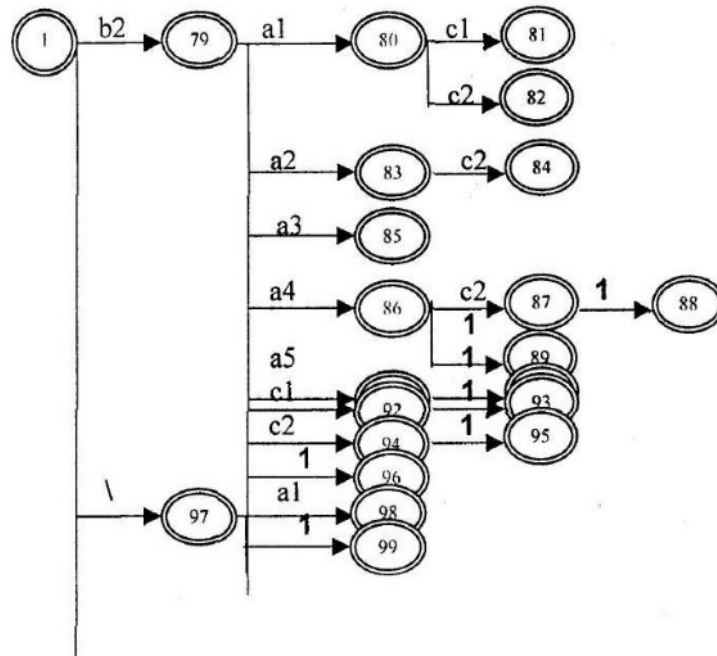 1 b2 79 a1 80 c1 81
c2 82
a2 83 c2 84
a3 85
a4 86 c2 87 1 88
1
1 89
a5
c1 92 1 93
c2 94 1 95
1 96
\ 97 a1 98
1 99